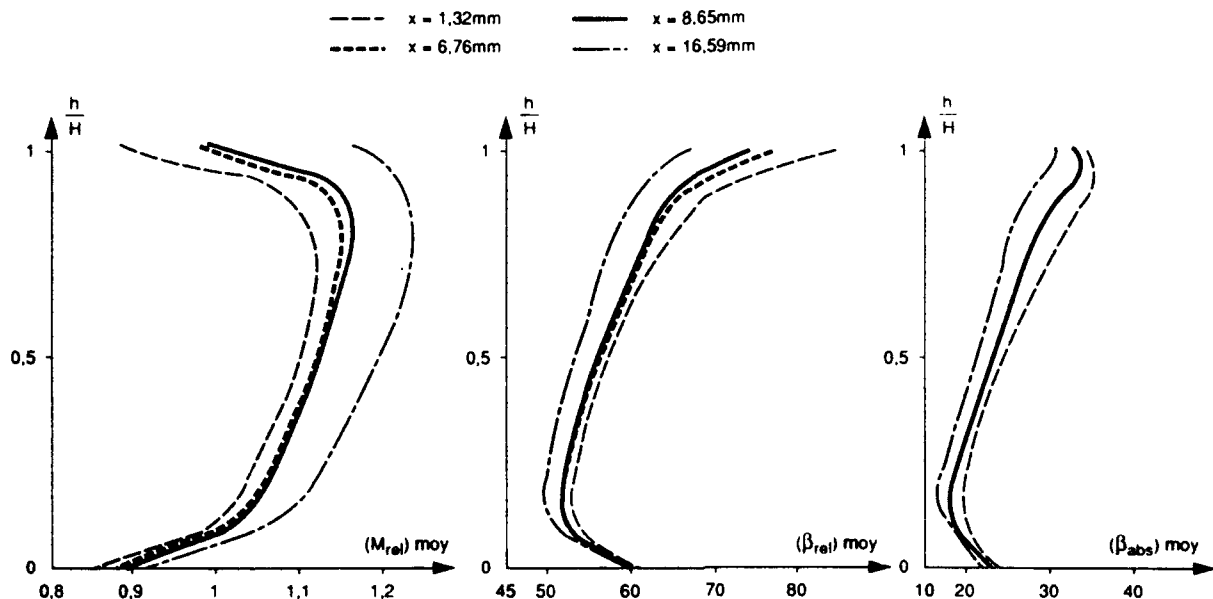 x = 1,32mm
x = 8,65mm
x = 6,76mm
x = 16,59mm
h/H
h/H
h/H
1
1
1
0,5
0,5
0,5
(M_rel) moy
(β_rel) moy
(β_abs) moy
0
0
0
0,8 0,9 1 1,1 1,2
45 50 60 70 80
10 20 30 40